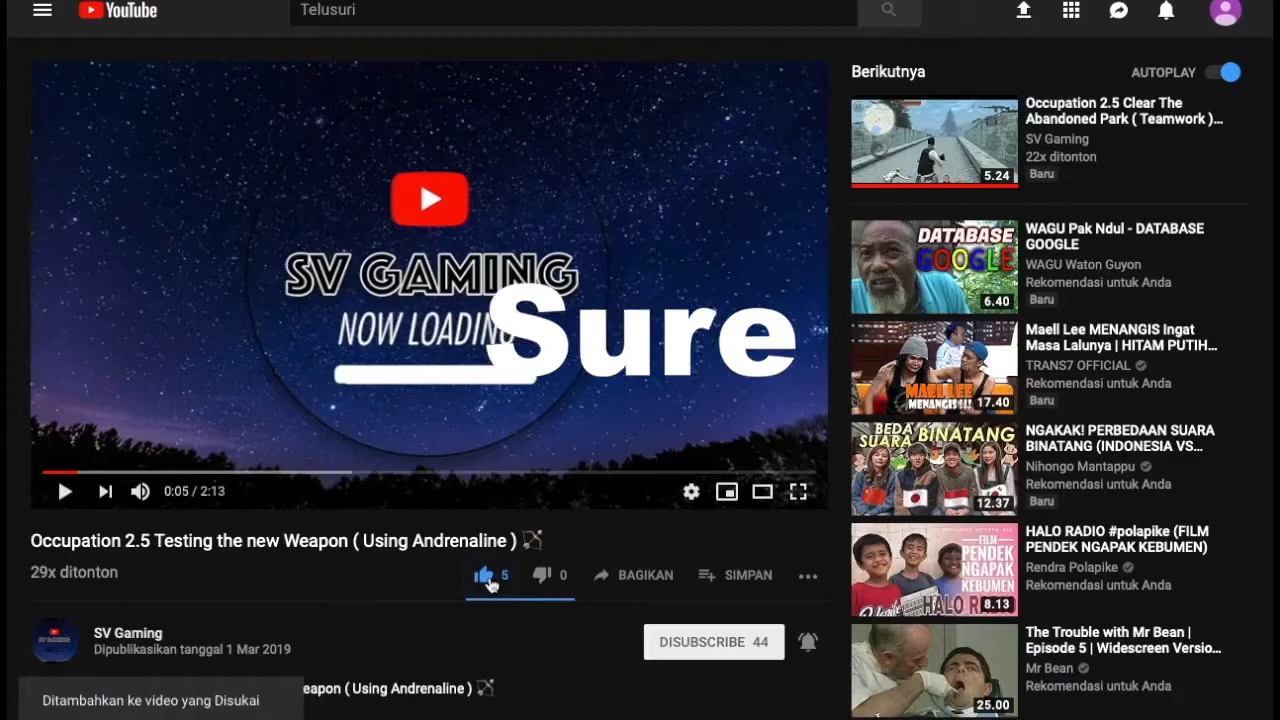 YouTube
Telusuri
SV GAMING
NOW LOADING
Sure
0:05 / 2:13
Occupation 2.5 Testing the new Weapon ( Using Andrenaline )
29x ditonton
5
0
BAGIKAN
SIMPAN
SV Gaming
Dipublikasikan tanggal 1 Mar 2019
DISUBSCRIBE 44
eapon ( Using Andrenaline )
Ditambahkan ke video yang Disukai
Berikutnya
AUTOPLAY
5.24
Occupation 2.5 Clear The
Abandoned Park ( Teamwork )...
SV Gaming
22x ditonton
Baru
DATABASE
GOOGLE
6.40
WAGU Pak Ndul - DATABASE
GOOGLE
WAGU Waton Guyon
Rekomendasi untuk Anda
Baru
MAEL LEE
MENANGIS!!!
17.40
Maell Lee MENANGIS Ingat
Masa Lalunya | HITAM PUTIH...
TRANS7 OFFICIAL
Rekomendasi untuk Anda
Baru
BEDA
SUARA BINATANG
12.37
NGAKAK! PERBEDAAN SUARA
BINATANG (INDONESIA VS...
Nihongo Mantappu
Rekomendasi untuk Anda
Baru
FILM
PENDEK
NGAPAK
KEBUMEN
HALO RADIO
8.13
HALO RADIO #polapike (FILM
PENDEK NGAPAK KEBUMEN)
Rendra Polapike
Rekomendasi untuk Anda
25.00
The Trouble with Mr Bean |
Episode 5 | Widescreen Versio...
Mr Bean
Rekomendasi untuk Anda